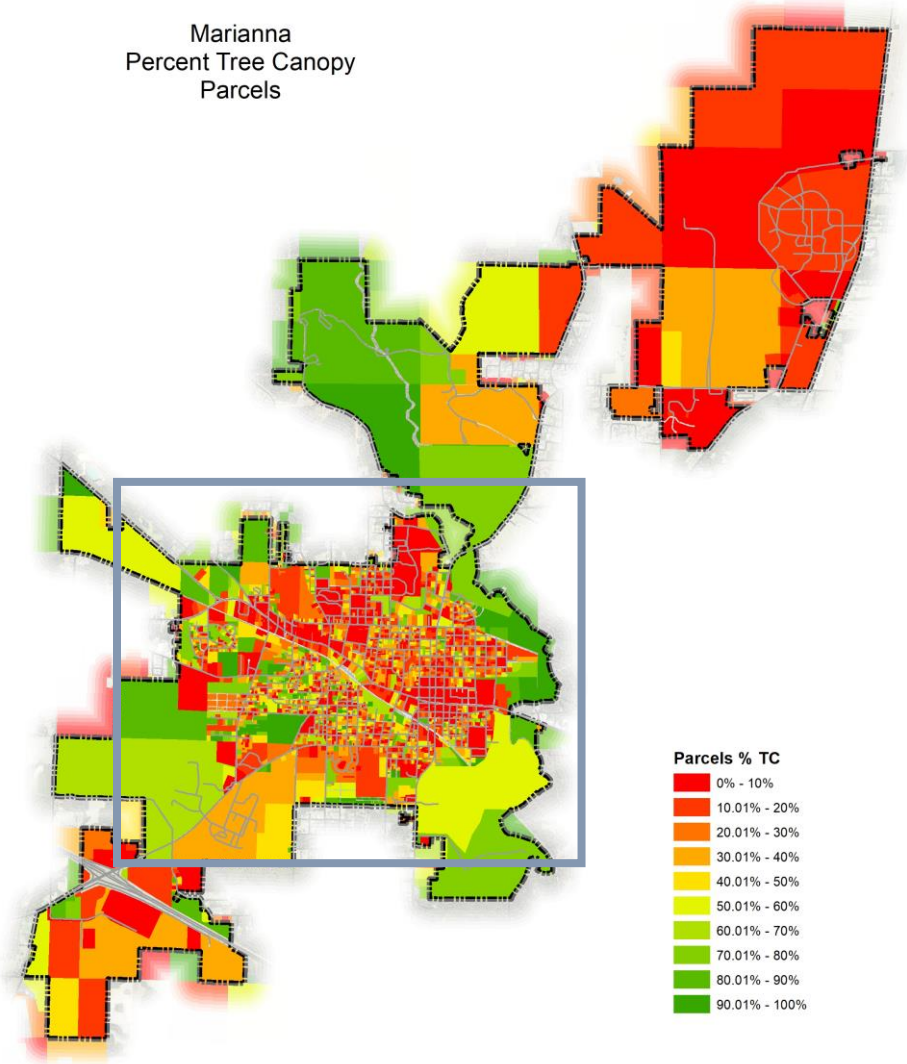 Marianna
Percent Tree Canopy
Parcels
Parcels % TC
0% - 10%
10.01% - 20%
20.01% - 30%
30.01% - 40%
40.01% - 50%
50.01% - 60%
60.01% - 70%
70.01% - 80%
80.01% - 90%
90.01% - 100%